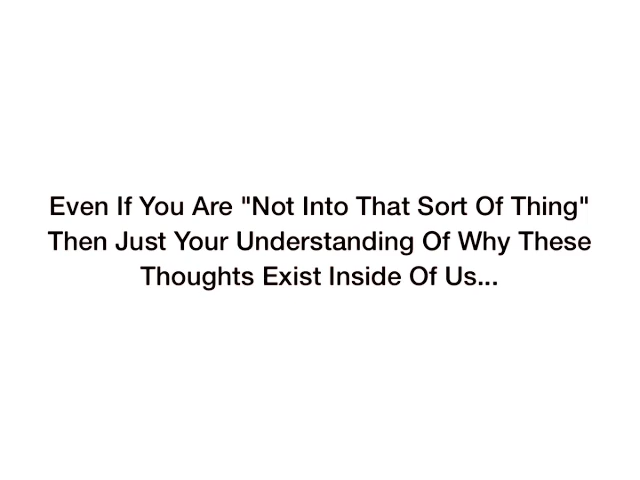 Even If You Are "Not Into That Sort Of Thing"
Then Just Your Understanding Of Why These
Thoughts Exist Inside Of Us...